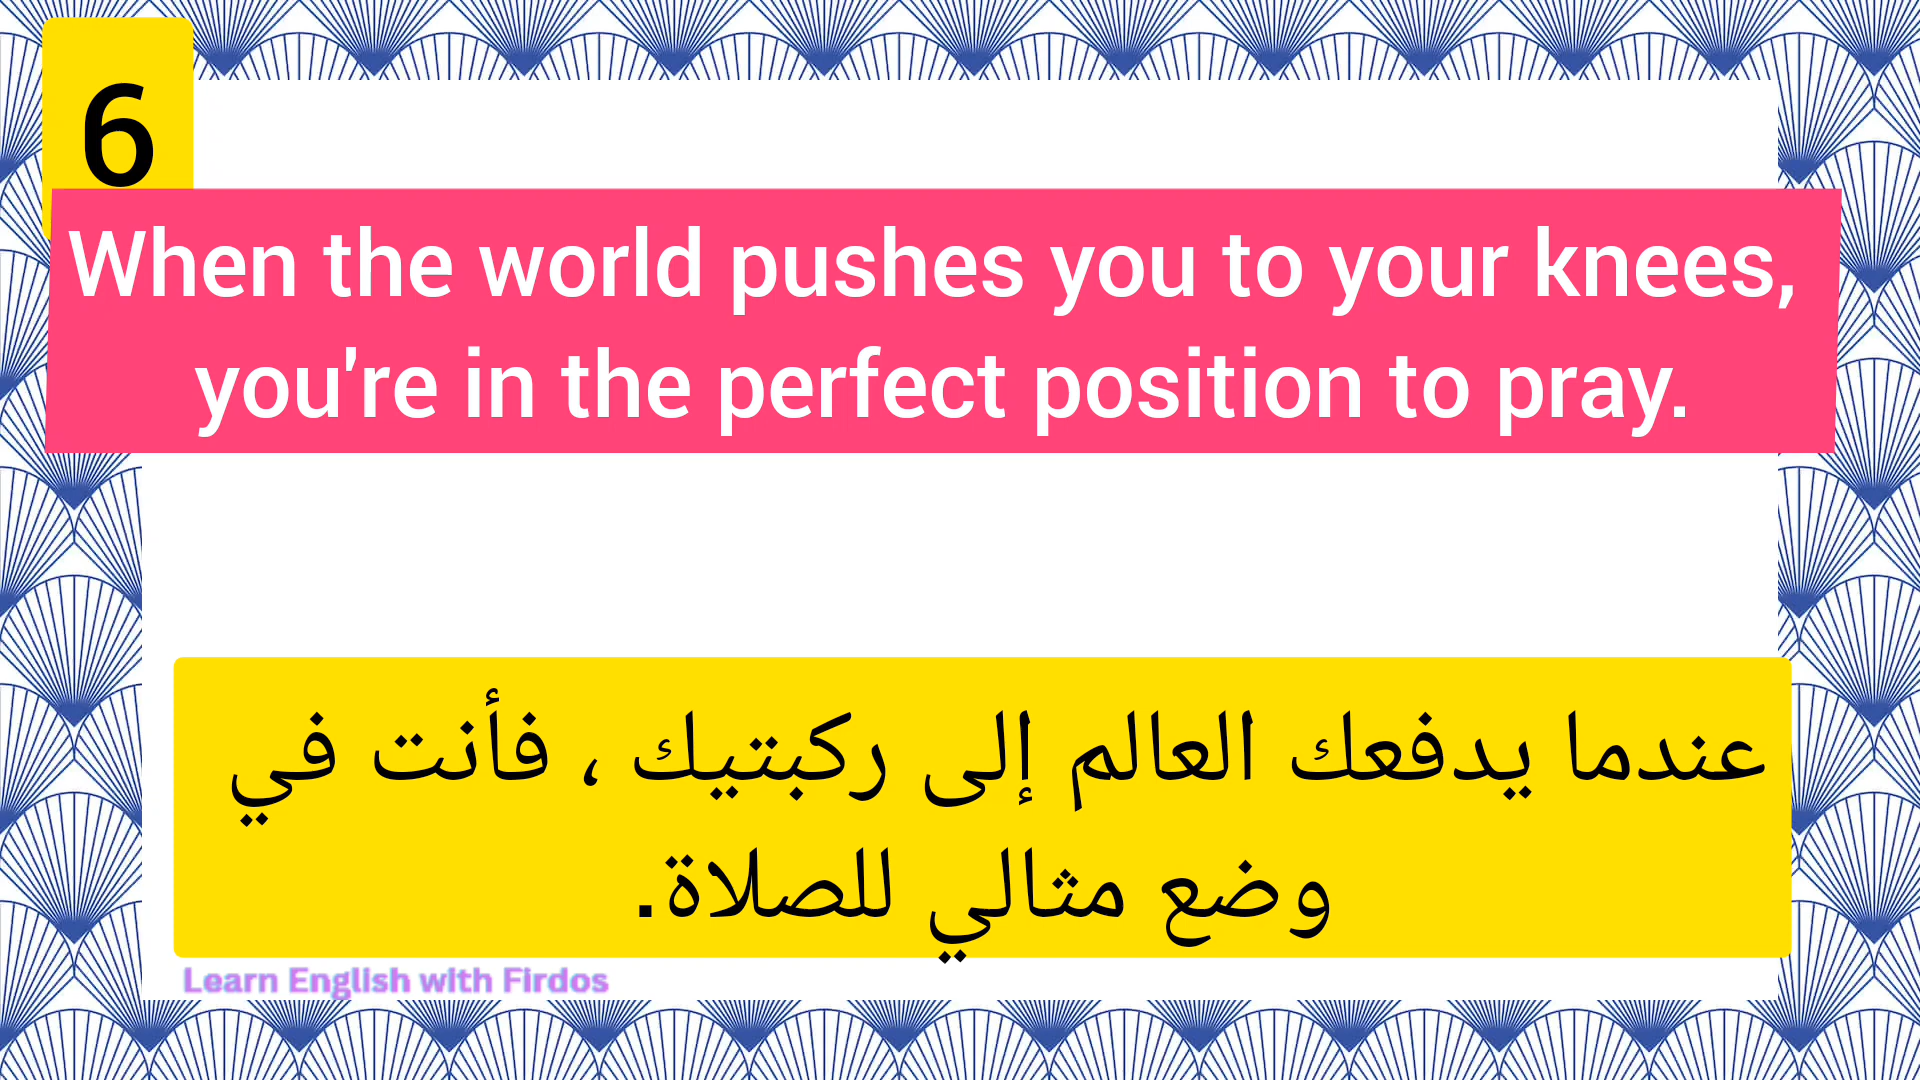 6
When the world pushes you to your knees,
you're in the perfect position to pray.
عندما يدفعك العالم إلى ركبتيك ، فأنت في
وضع مثالي للصلاة.
Learn English with Firdos